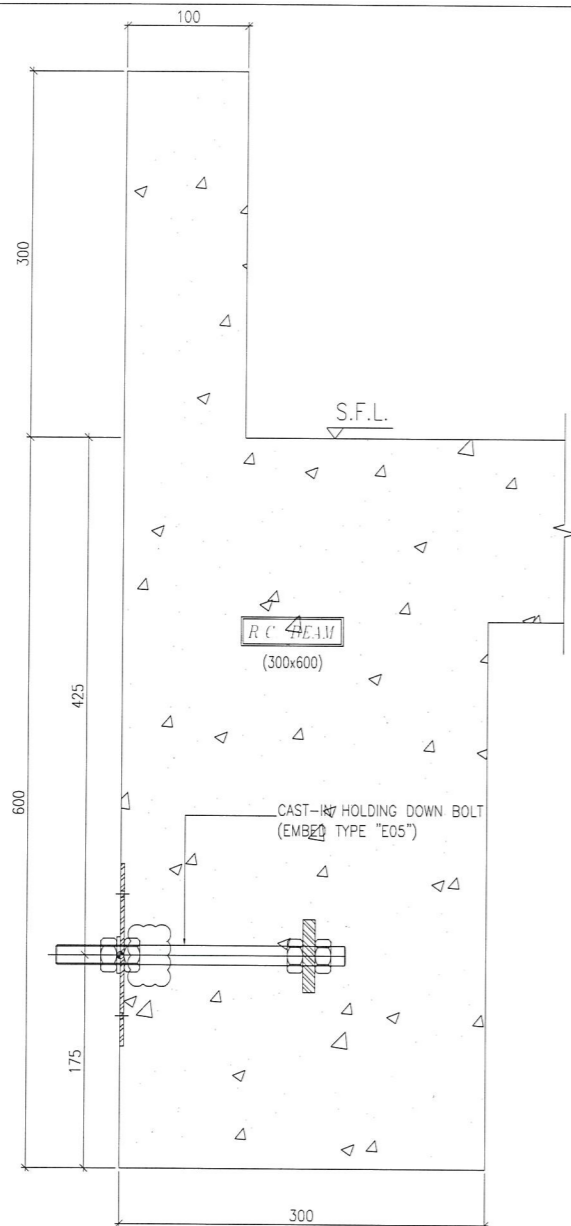 100
300
S.F.L.
R C BEAM
(300x600)
425
600
CAST-IN HOLDING DOWN BOLT
(EMBED TYPE "E05")
175
300